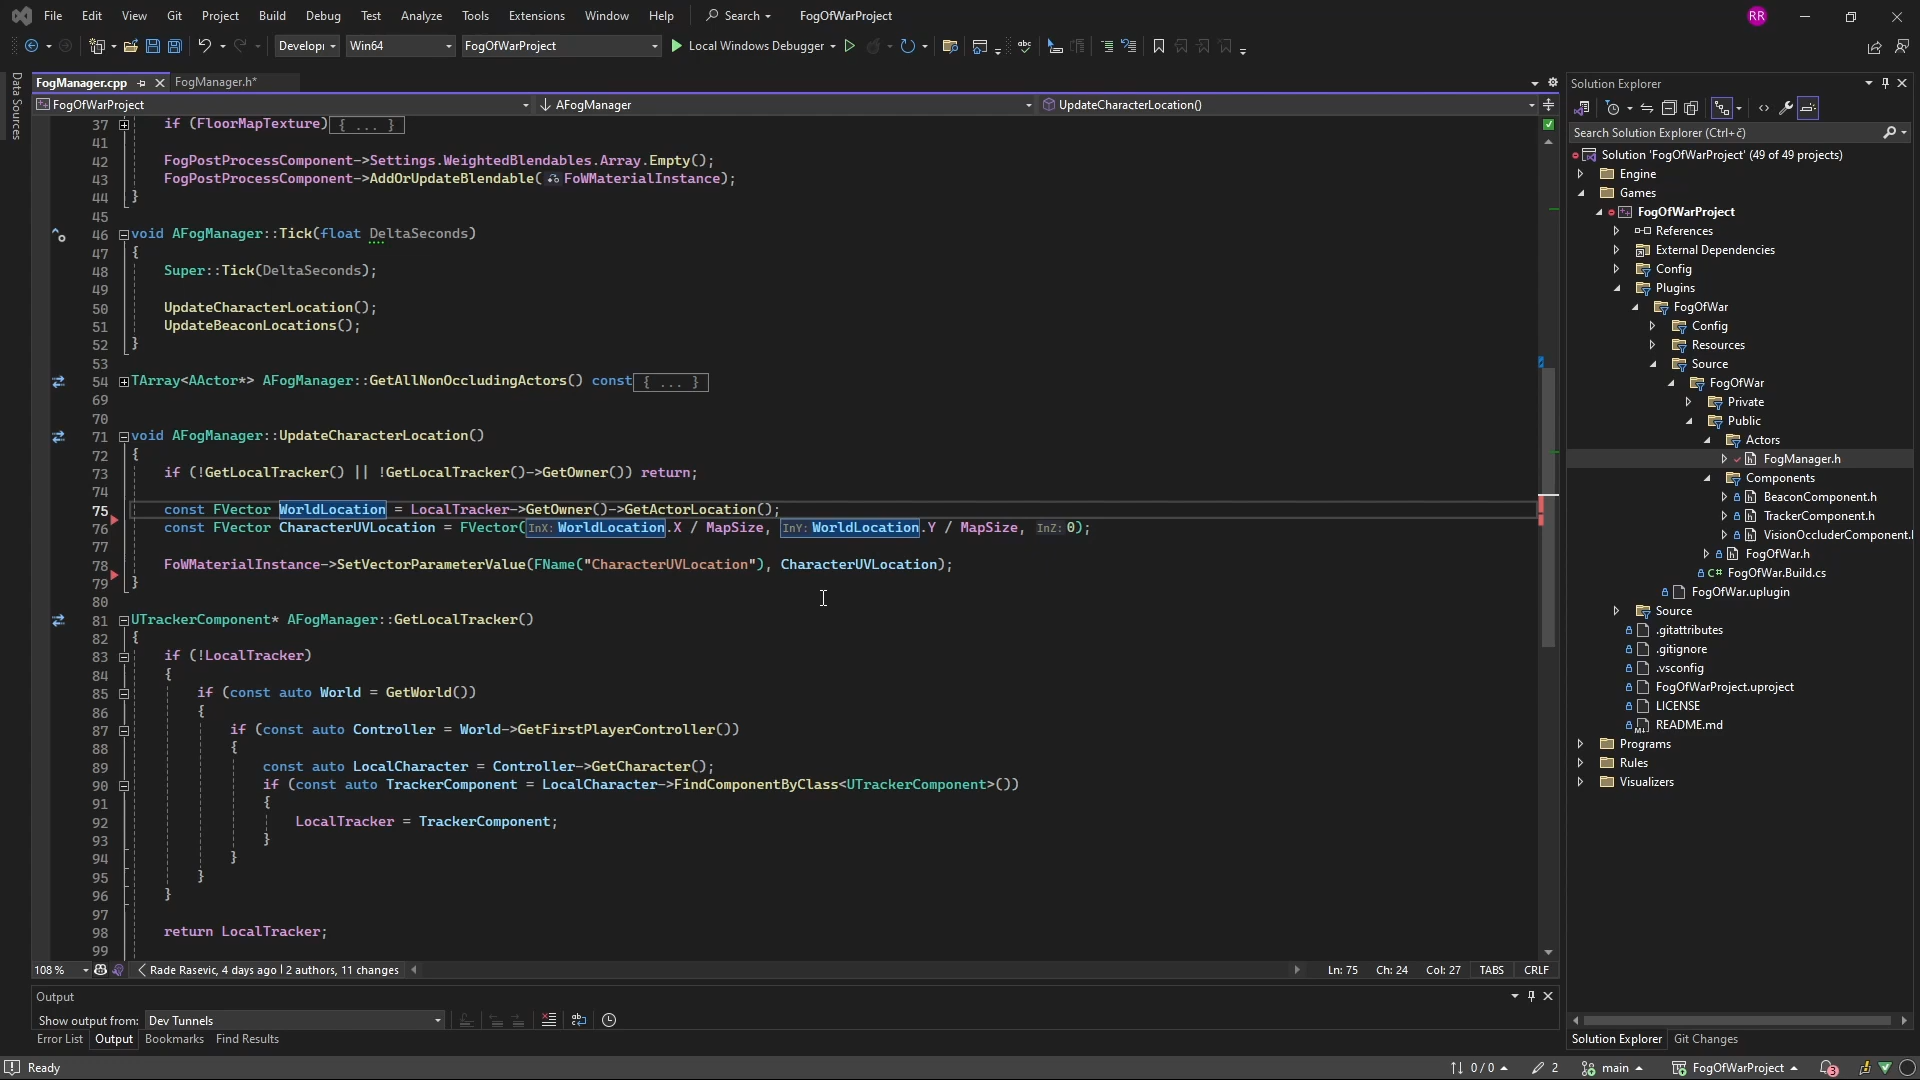 File Edit View Git Project Build Debug Test Analyze Tools Extensions Window Help Search FogOfWarProject RR
Win64 FogOfWarProject Local Windows Debugger
FogManager.cpp FogManager.h*
FogOfWarProject AFogManager UpdateCharacterLocation()
Data Sources
37 if (FloorMapTexture) { ... }
41
42 FogPostProcessComponent->Settings.WeightedBlendables.Array.Empty();
43 FogPostProcessComponent->AddOrUpdateBlendable(FoWMaterialInstance);
44 }
45
46 void AFogManager::Tick(float DeltaSeconds)
47 {
48 Super::Tick(DeltaSeconds);
49
50 UpdateCharacterLocation();
51 UpdateBeaconLocations();
52 }
53
54 TArray<AActor*> AFogManager::GetAllNonOccludingActors() const { ... }
69
70
71 void AFogManager::UpdateCharacterLocation()
72 {
73 if (!GetLocalTracker() || !GetLocalTracker()->GetOwner()) return;
74
75 const FVector WorldLocation = LocalTracker->GetOwner()->GetActorLocation();
76 const FVector CharacterUVLocation = FVector(InX: WorldLocation.X / MapSize, InY: WorldLocation.Y / MapSize, InZ: 0);
77
78 FoWMaterialInstance->SetVectorParameterValue(FName("CharacterUVLocation"), CharacterUVLocation);
79 }
80
81 UTrackerComponent* AFogManager::GetLocalTracker()
82 {
83 if (!LocalTracker)
84 {
85 if (const auto World = GetWorld())
86 {
87 if (const auto Controller = World->GetFirstPlayerController())
88 {
89 const auto LocalCharacter = Controller->GetCharacter();
90 if (const auto TrackerComponent = LocalCharacter->FindComponentByClass<UTrackerComponent>())
91 {
92 LocalTracker = TrackerComponent;
93 }
94 }
95 }
96 }
97
98 return LocalTracker;
99
108 % Rade Rasevic, 4 days ago | 2 authors, 11 changes Ln: 75 Ch: 24 Col: 27 TABS CRLF
Output
Show output from: Dev Tunnels
Error List Output Bookmarks Find Results
Solution Explorer
Search Solution Explorer (Ctrl+č)
Solution 'FogOfWarProject' (49 of 49 projects)
Engine
Games
FogOfWarProject
References
External Dependencies
Config
Plugins
FogOfWar
Config
Resources
Source
FogOfWar
Private
Public
Actors
FogManager.h
Components
BeaconComponent.h
TrackerComponent.h
VisionOccluderComponent.
FogOfWar.h
C# FogOfWar.Build.cs
FogOfWar.uplugin
Source
.gitattributes
.gitignore
.vsconfig
FogOfWarProject.uproject
LICENSE
README.md
Programs
Rules
Visualizers
Solution Explorer Git Changes
Ready 0 / 0 2 main FogOfWarProject 3